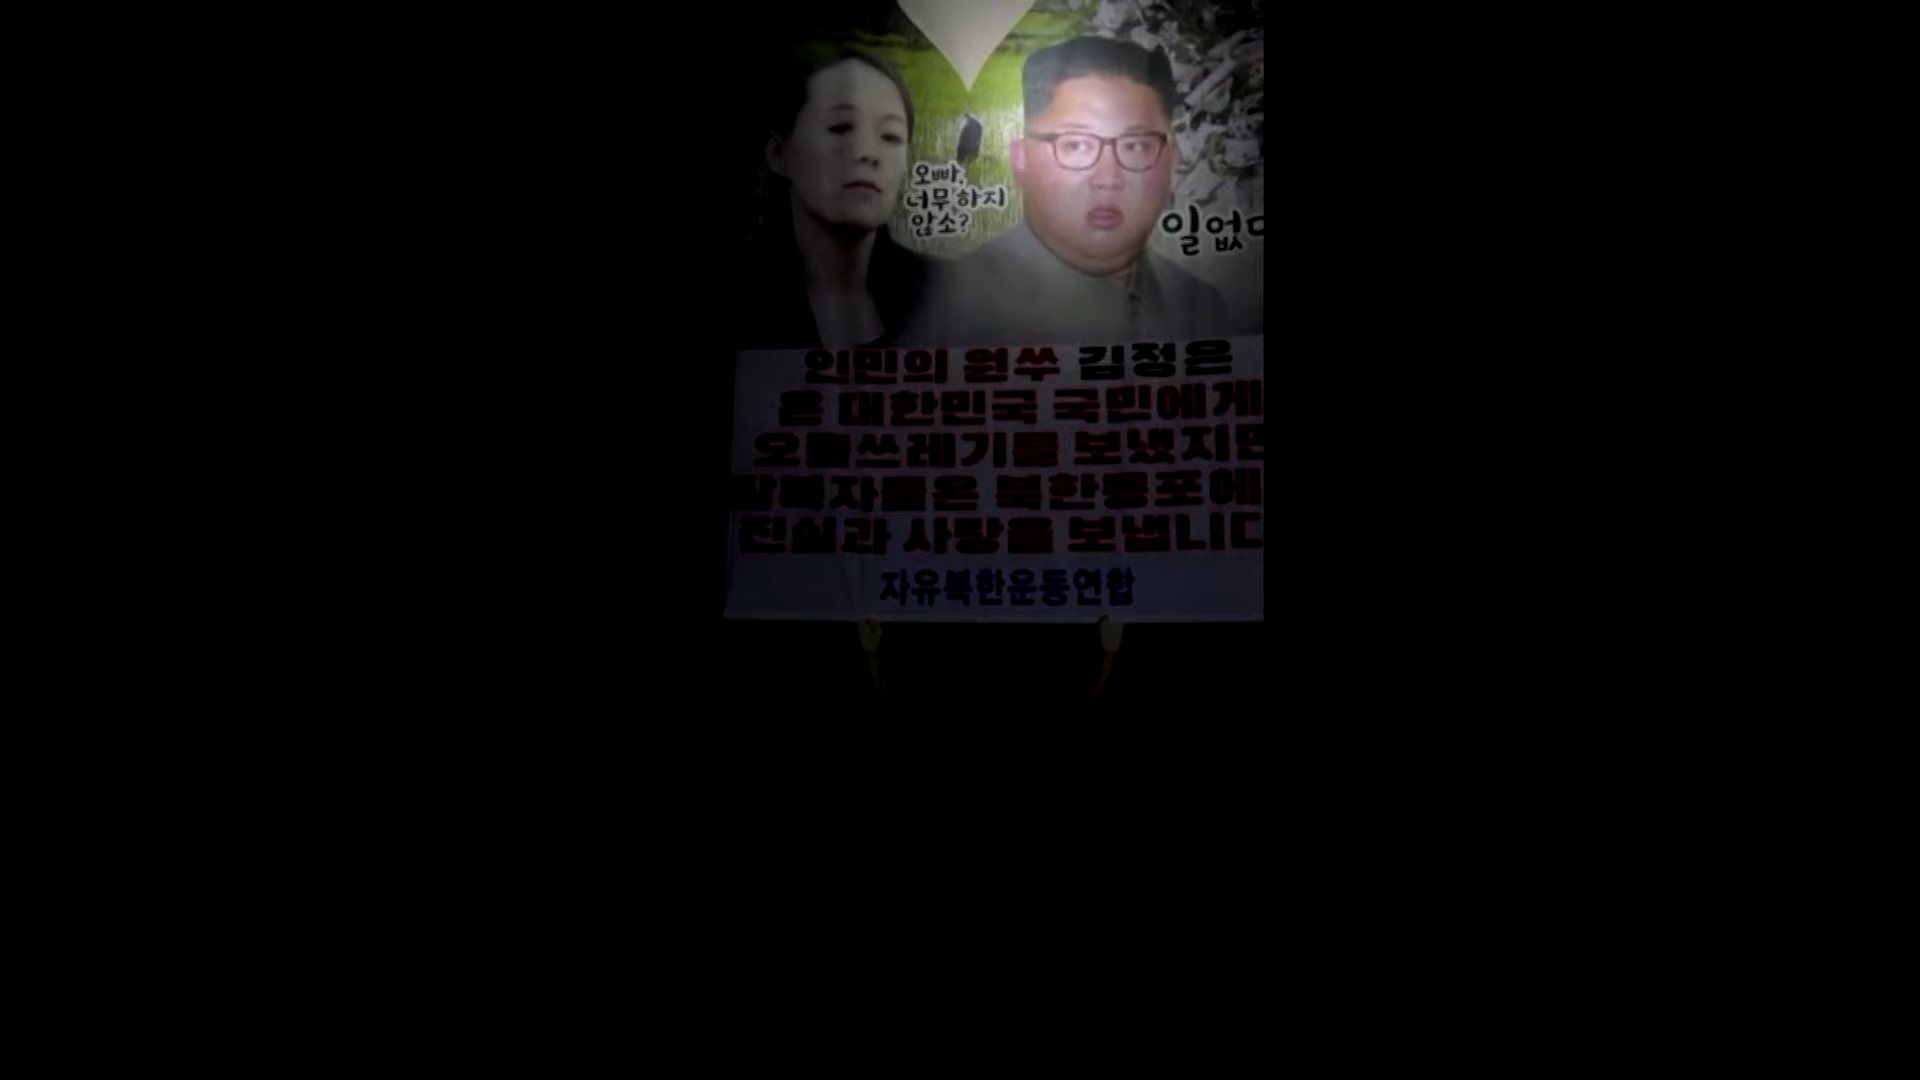 오빠,
너무 하지
않소?
일없
인민의 원쑤 김정은
은 대한민국 국민에게
오물쓰레기를 보냈지만
탈북자들은 북한동포에
진실과 사랑을 보냅니다
자유북한운동연합